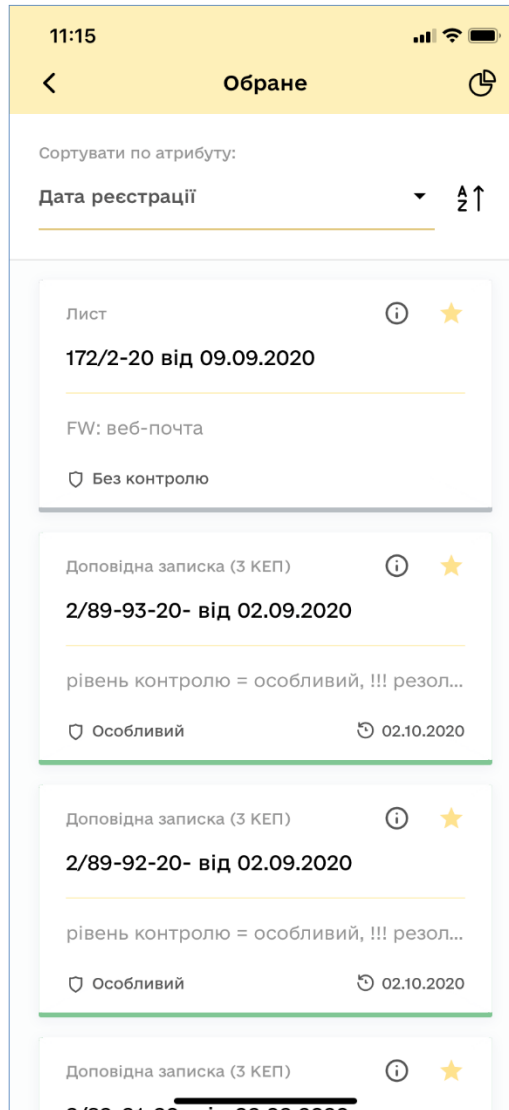 11:15
Обране
Сортувати по атрибуту:
Дата реєстрації
A
Z
Лист
172/2-20 від 09.09.2020
FW: веб-почта
Без контролю
Доповідна записка (З КЕП)
2/89-93-20- від 02.09.2020
рівень контролю = особливий, !!! резол...
Особливий
02.10.2020
Доповідна записка (З КЕП)
2/89-92-20- від 02.09.2020
рівень контролю = особливий, !!! резол...
Особливий
02.10.2020
Доповідна записка (З КЕП)